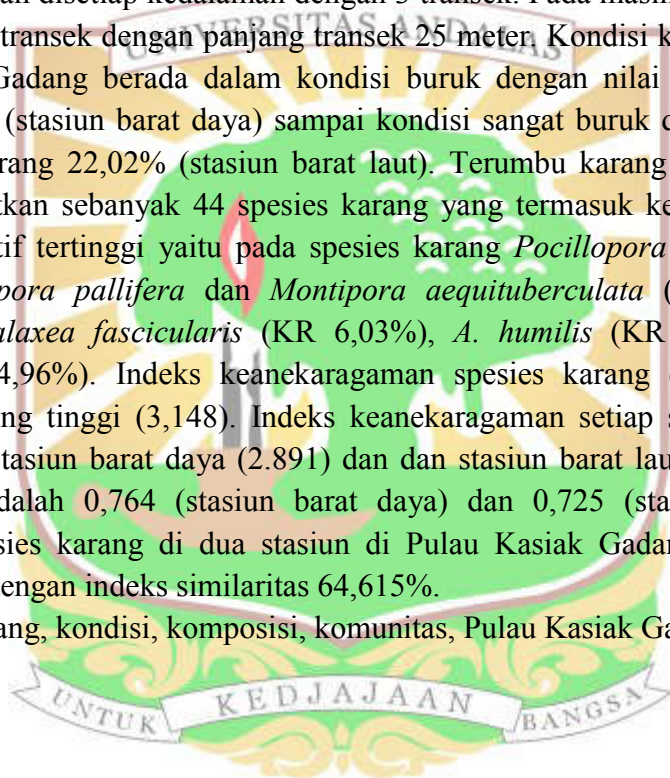 disetiap kedalaman dengan 3 transek. Pada masin
transek dengan panjang transek 25 meter. Kondisi k
UNIVERSITAS ANDALAS
Gadang berada dalam kondisi buruk dengan nilai
(stasiun barat daya) sampai kondisi sangat buruk
rang 22,02% (stasiun barat laut). Terumbu karang
tkan sebanyak 44 spesies karang yang termasuk ke
tif tertinggi yaitu pada spesies karang Pocillopora
pora pallifera dan Montipora aequituberculata (
alaxea fascicularis (KR 6,03%), A. humilis (KR
4,96%). Indeks keanekaragaman spesies karang
ng tinggi (3,148). Indeks keanekaragaman setiap s
stasiun barat daya (2.891) dan dan stasiun barat lau
dalah 0,764 (stasiun barat daya) dan 0,725 (sta
sies karang di dua stasiun di Pulau Kasiak Gadan
dengan indeks similaritas 64,615%.
ang, kondisi, komposisi, komunitas, Pulau Kasiak Ga
UNTUK KEDJAJAAN BANGSA